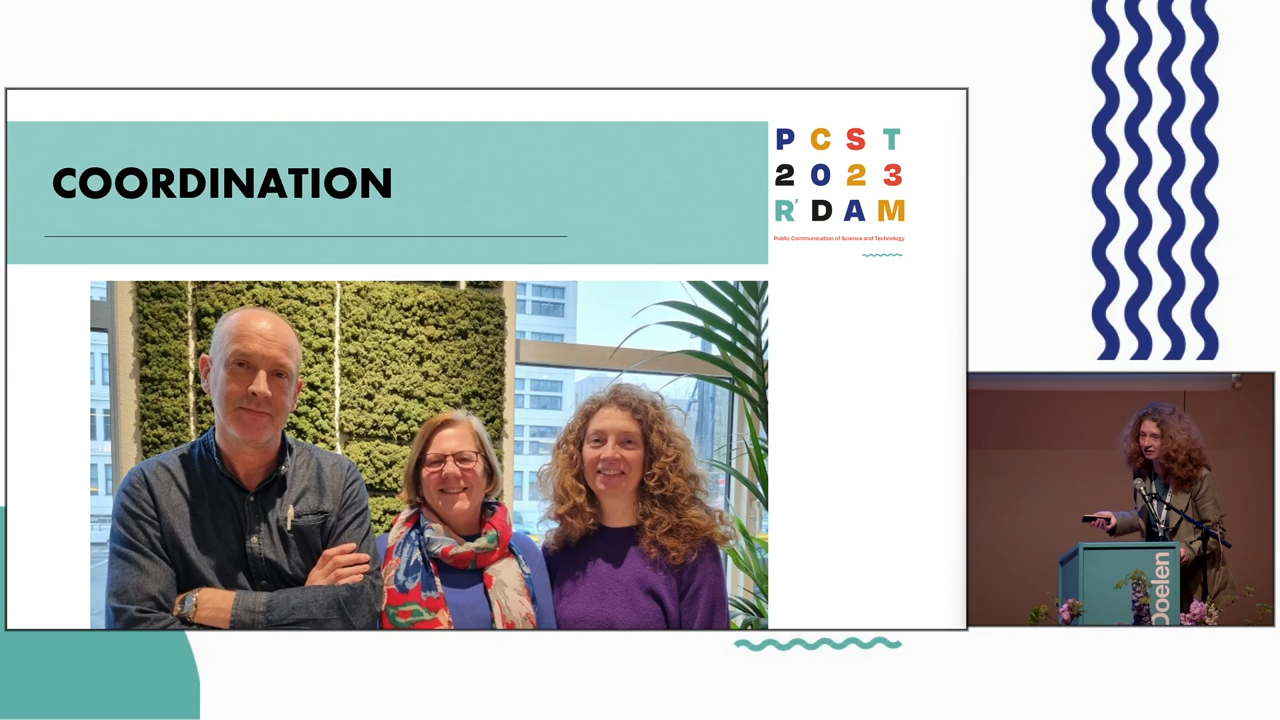 COORDINATION
P C S T
2 0 2 3
R' D A M
Public Communication of Science and Technology
Doelen